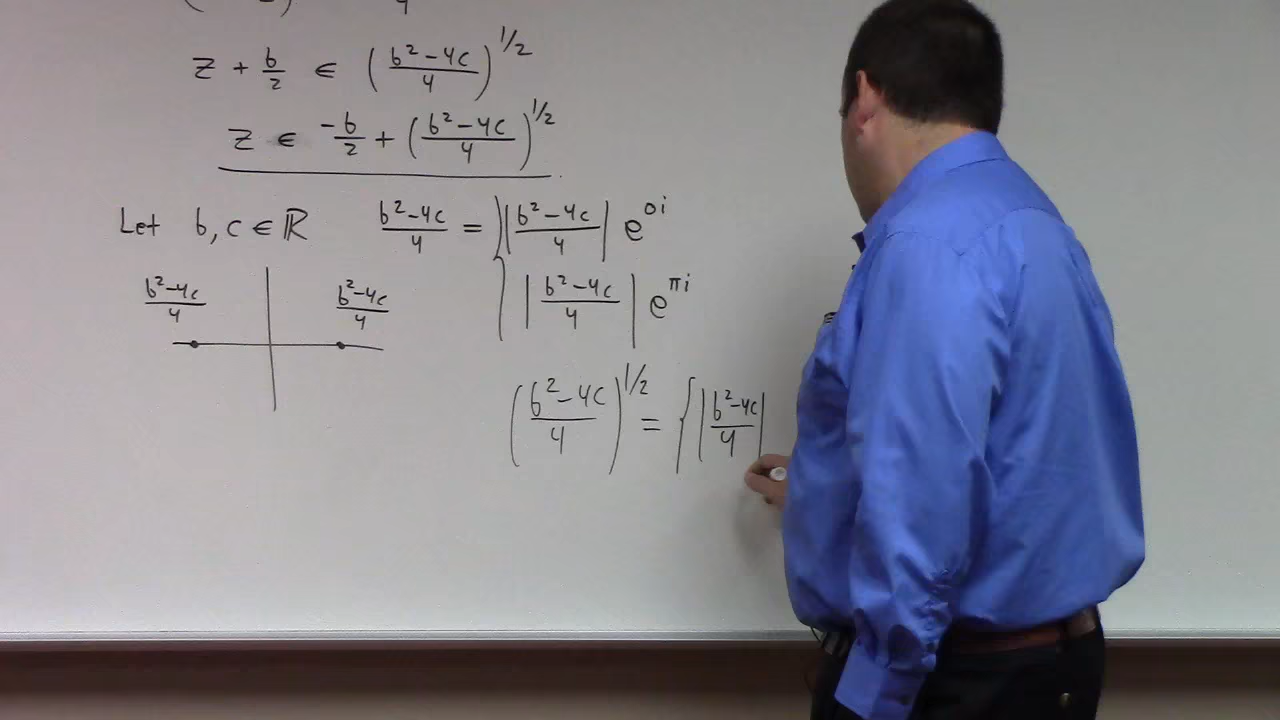 ( ) 4
z + b/2 ∈ ((b² − 4c)/4)^1/2
z ∈ −b/2 + ((b² − 4c)/4)^1/2
Let b, c ∈ ℝ (b² − 4c)/4 = { |(b² − 4c)/4| e^0i
|(b² − 4c)/4| e^πi
(b² − 4c)/4 (b² − 4c)/4
((b² − 4c)/4)^1/2 = { |(b² − 4c)/4|